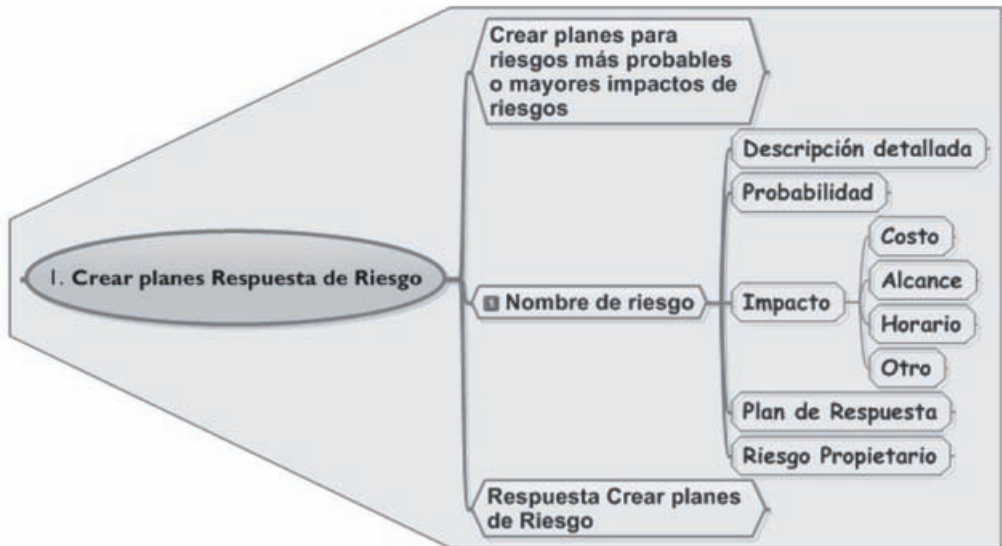 Crear planes para
riesgos más probables
o mayores impactos de
riesgos
Descripción detallada
Probabilidad
Costo
Alcance
1. Crear planes Respuesta de Riesgo
Nombre de riesgo
Impacto
Horario
Otro
Plan de Respuesta
Riesgo Propietario
Respuesta Crear planes
de Riesgo